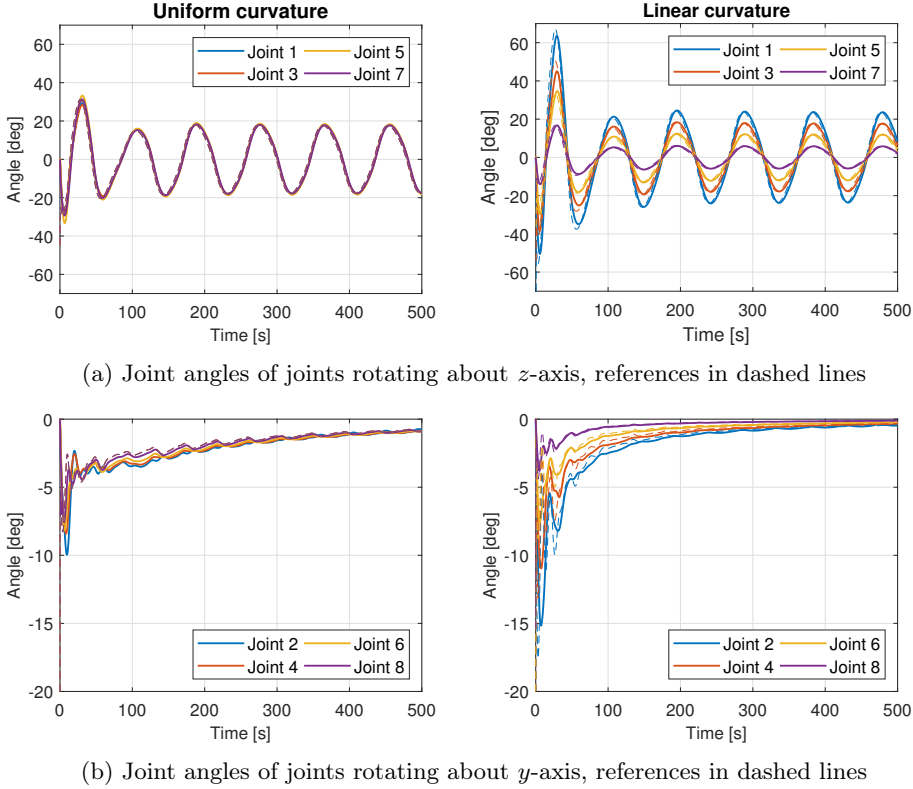 Uniform curvature
Linear curvature
60
40
20
0
-20
-40
-60
Angle [deg]
Joint 1
Joint 5
Joint 3
Joint 7
0
100
200
300
400
500
Time [s]
60
40
20
0
-20
-40
-60
Angle [deg]
Joint 1
Joint 5
Joint 3
Joint 7
0
100
200
300
400
500
Time [s]
(a) Joint angles of joints rotating about z-axis, references in dashed lines
0
-5
-10
-15
-20
Angle [deg]
Joint 2
Joint 6
Joint 4
Joint 8
0
100
200
300
400
500
Time [s]
0
-5
-10
-15
-20
Angle [deg]
Joint 2
Joint 6
Joint 4
Joint 8
0
100
200
300
400
500
Time [s]
(b) Joint angles of joints rotating about y-axis, references in dashed lines